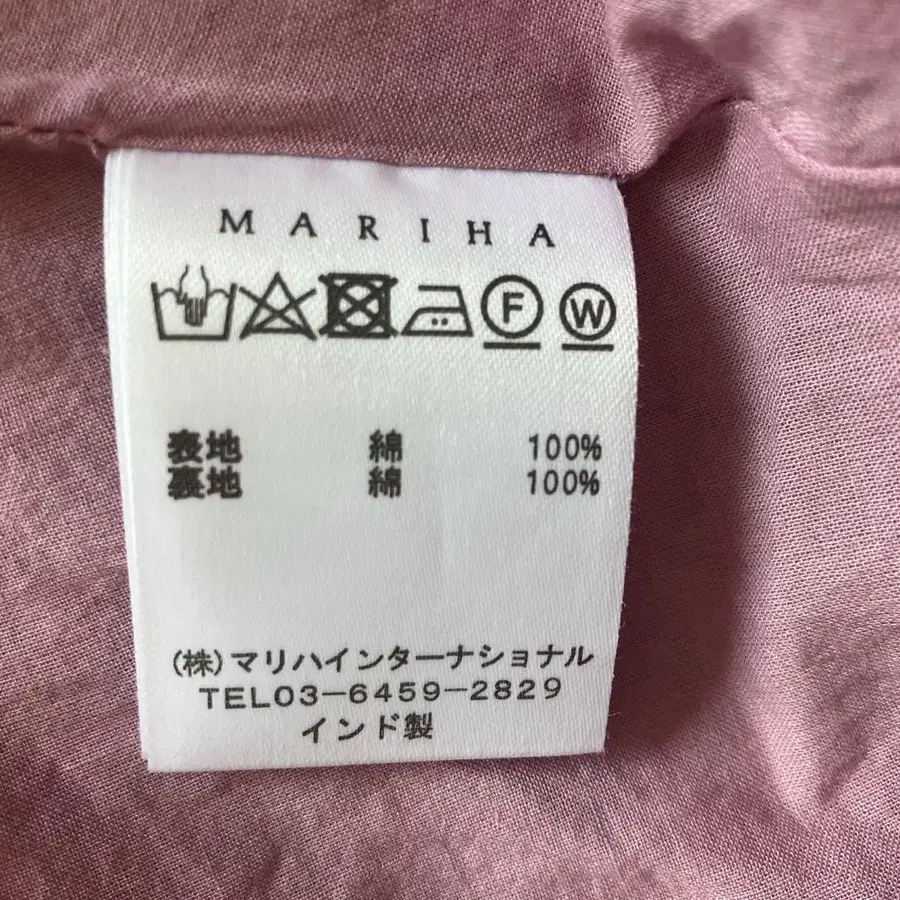 MARIHA
F W
表地 綿 100%
裏地 綿 100%
(株)マリハインターナショナル
TEL03-6459-2829
インド製